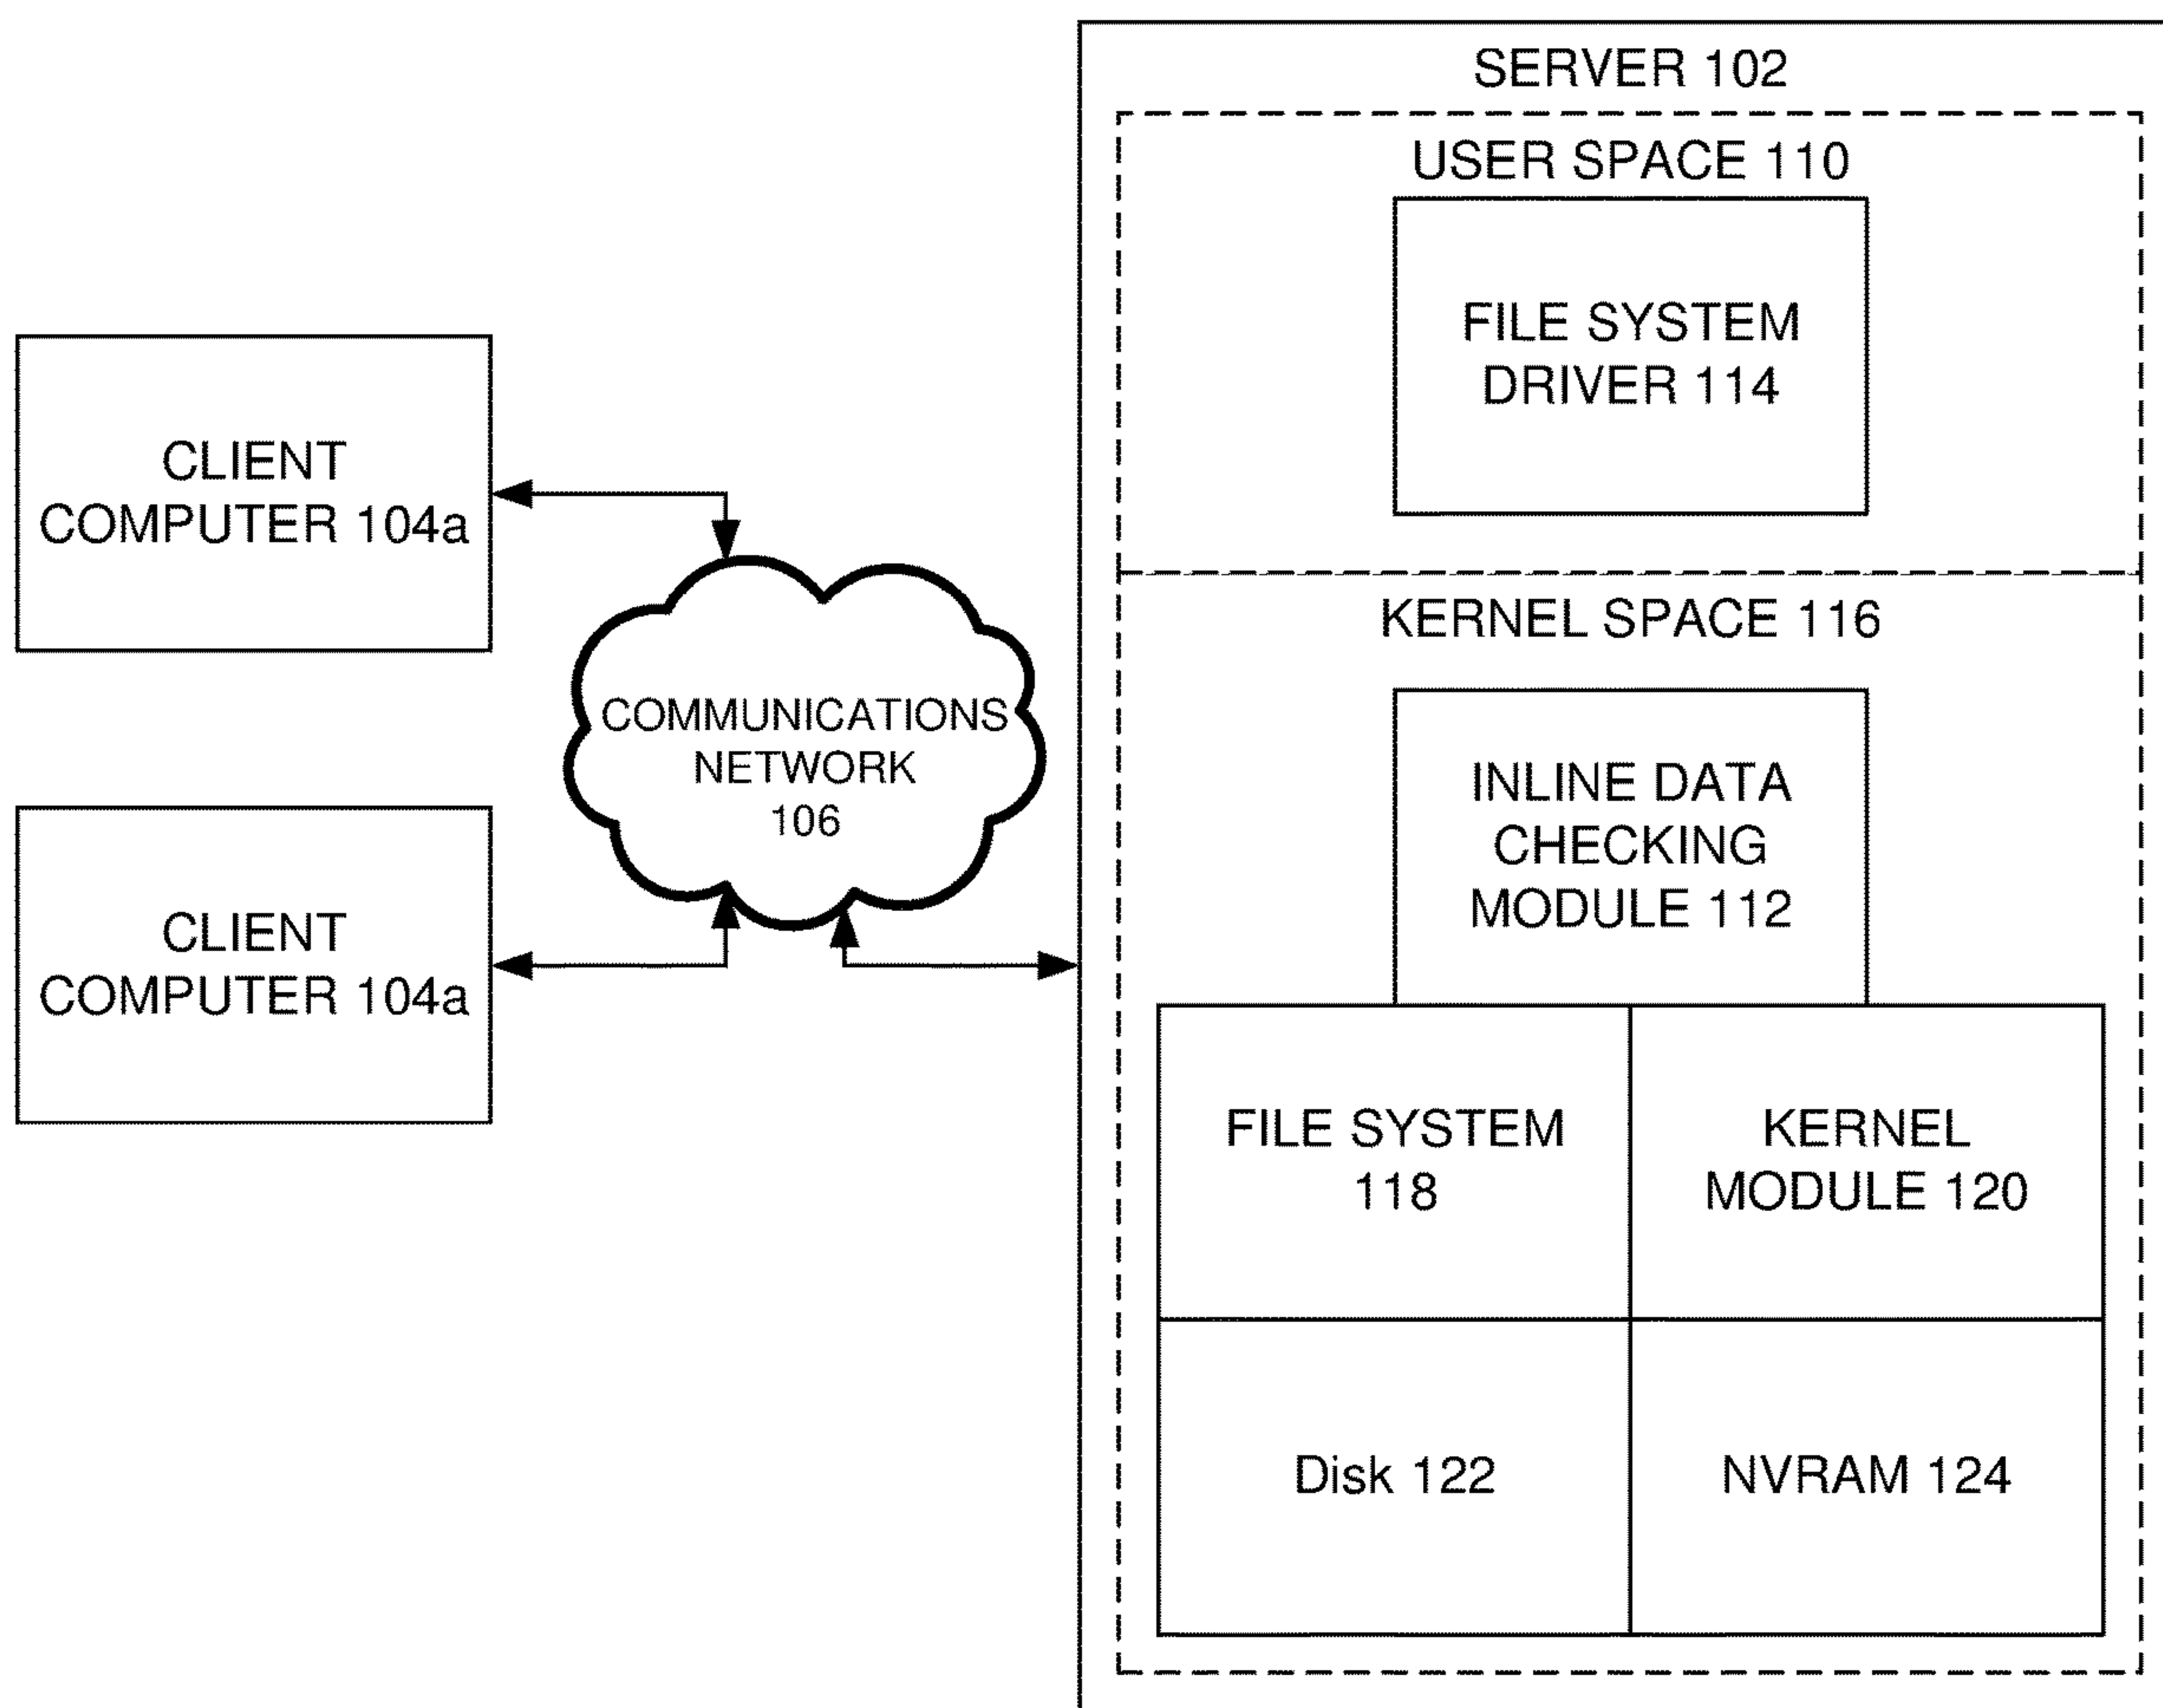 SERVER 102
USER SPACE 110
FILE SYSTEM
DRIVER 114
CLIENT
COMPUTER 104a
COMMUNICATIONS
NETWORK
106
CLIENT
COMPUTER 104a
KERNEL SPACE 116
INLINE DATA
CHECKING
MODULE 112
FILE SYSTEM
118
KERNEL
MODULE 120
Disk 122
NVRAM 124